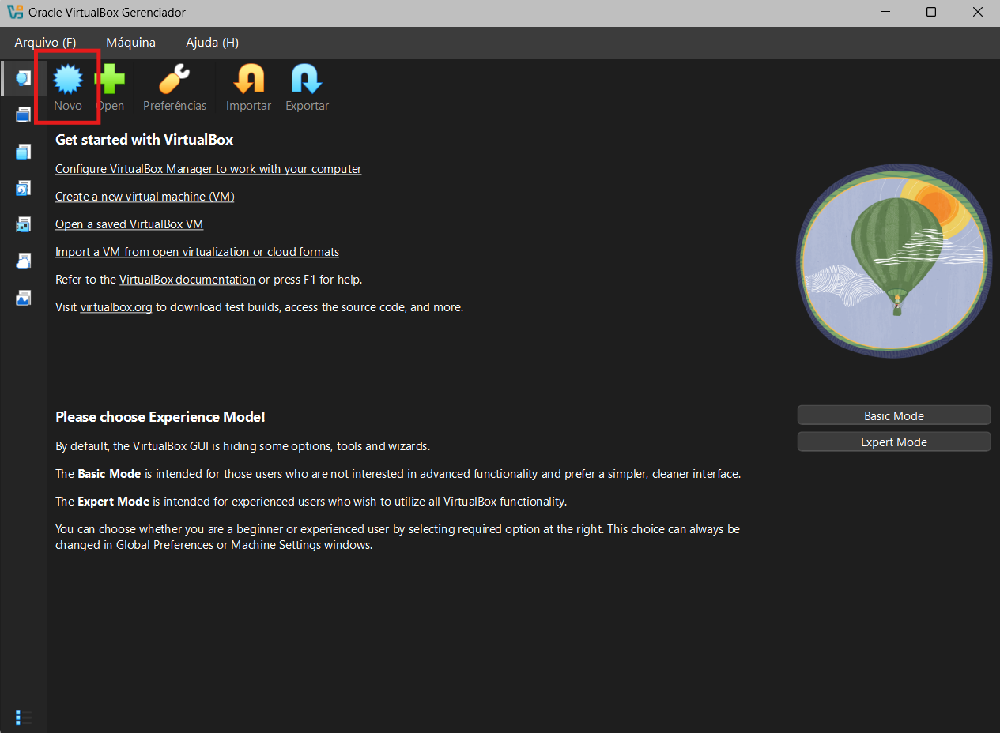 Oracle VirtualBox Gerenciador
Arquivo (F) Máquina Ajuda (H)
Novo Open Preferências Importar Exportar
Get started with VirtualBox
Configure VirtualBox Manager to work with your computer
Create a new virtual machine (VM)
Open a saved VirtualBox VM
Import a VM from open virtualization or cloud formats
Refer to the VirtualBox documentation or press F1 for help.
Visit virtualbox.org to download test builds, access the source code, and more.
Please choose Experience Mode!
Basic Mode
By default, the VirtualBox GUI is hiding some options, tools and wizards.
Expert Mode
The Basic Mode is intended for those users who are not interested in advanced functionality and prefer a simpler, cleaner interface.
The Expert Mode is intended for experienced users who wish to utilize all VirtualBox functionality.
You can choose whether you are a beginner or experienced user by selecting required option at the right. This choice can always be
changed in Global Preferences or Machine Settings windows.